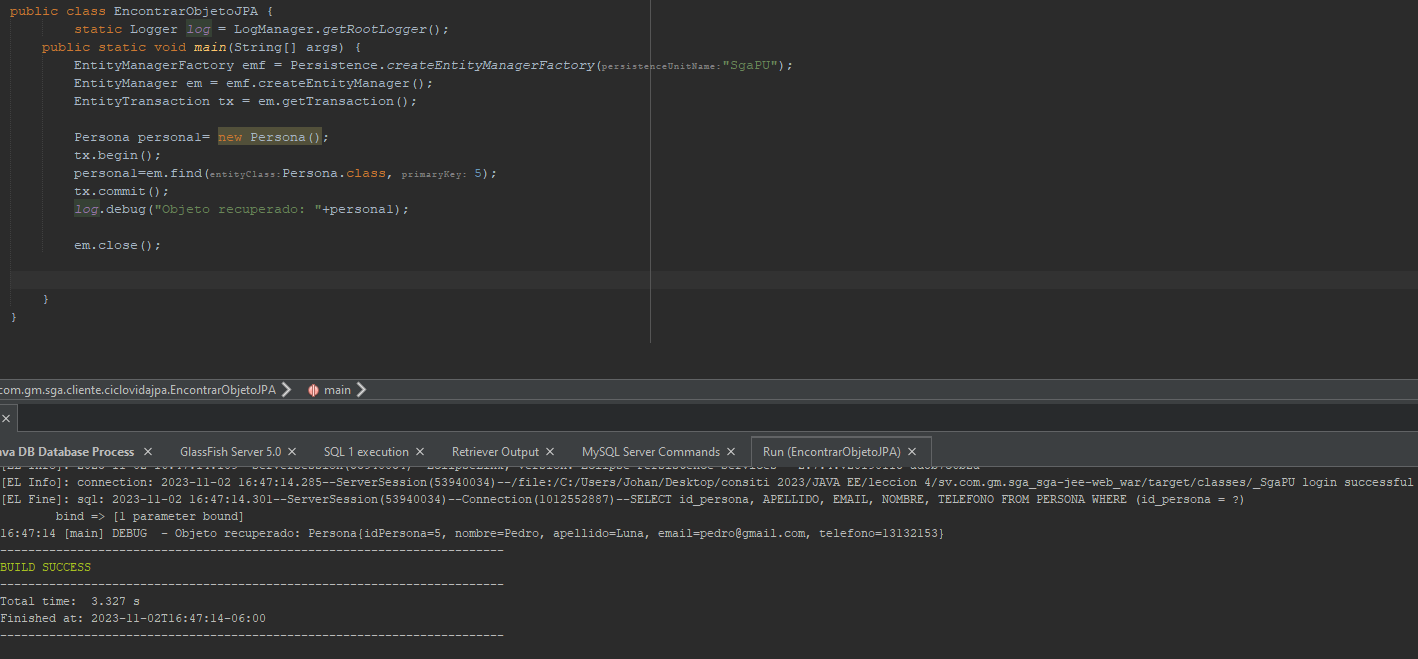 public class EncontrarObjetoJPA {
static Logger log = LogManager.getRootLogger();
public static void main(String[] args) {
EntityManagerFactory emf = Persistence.createEntityManagerFactory(persistenceUnitName:"SgaPU");
EntityManager em = emf.createEntityManager();
EntityTransaction tx = em.getTransaction();
Persona personal= new Persona();
tx.begin();
personal=em.find(entityClass:Persona.class, primaryKey: 5);
tx.commit();
log.debug("Objeto recuperado: "+personal);
em.close();
}
}
com.gm.sga.cliente.ciclovidajpa.EncontrarObjetoJPA
main
ava DB Database Process
GlassFish Server 5.0
SQL 1 execution
Retriever Output
MySQL Server Commands
Run (EncontrarObjetoJPA)
[EL Info]: connection: 2023-11-02 16:47:14.285--ServerSession(53940034)--/file:/C:/Users/Johan/Desktop/consiti 2023/JAVA EE/leccion 4/sv.com.gm.sga_sga-jee-web_war/target/classes/_SgaPU login successful
[EL Fine]: sql: 2023-11-02 16:47:14.301--ServerSession(53940034)--Connection(1012552887)--SELECT id_persona, APELLIDO, EMAIL, NOMBRE, TELEFONO FROM PERSONA WHERE (id_persona = ?)
bind => [1 parameter bound]
16:47:14 [main] DEBUG  - Objeto recuperado: Persona{idPersona=5, nombre=Pedro, apellido=Luna, email=pedro@gmail.com, telefono=13132153}
------------------------------------------------------------------------
BUILD SUCCESS
------------------------------------------------------------------------
Total time:  3.327 s
Finished at: 2023-11-02T16:47:14-06:00
------------------------------------------------------------------------